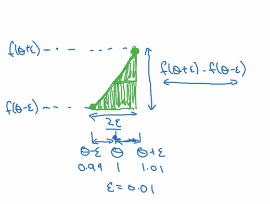 f(θ+ε)
f(θ+ε)-f(θ-ε)
f(θ-ε)
2ε
θ-ε θ θ+ε
0.99 1 1.01
ε=0.01